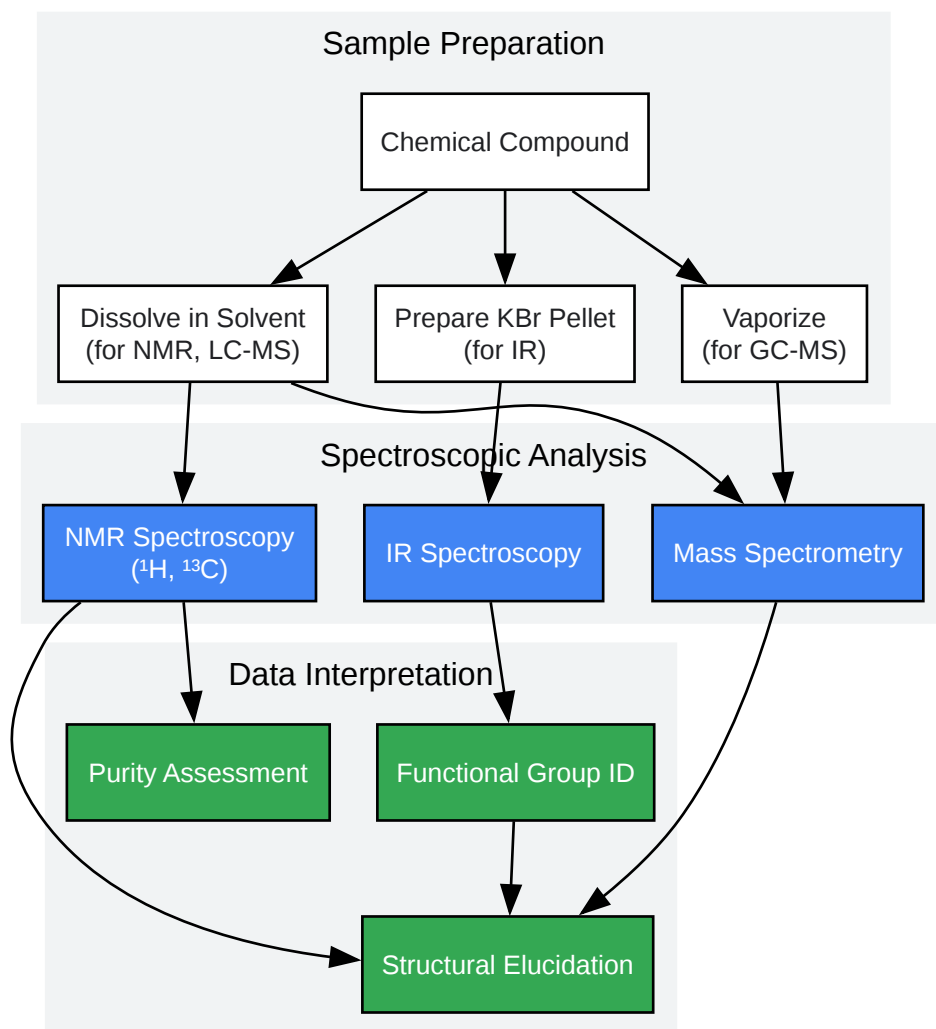 Sample Preparation
Chemical Compound
Dissolve in Solvent
(for NMR, LC-MS)
Prepare KBr Pellet
(for IR)
Vaporize
(for GC-MS)
Spectroscopic Analysis
NMR Spectroscopy
(¹H, ¹³C)
IR Spectroscopy
Mass Spectrometry
Data Interpretation
Purity Assessment
Functional Group ID
Structural Elucidation